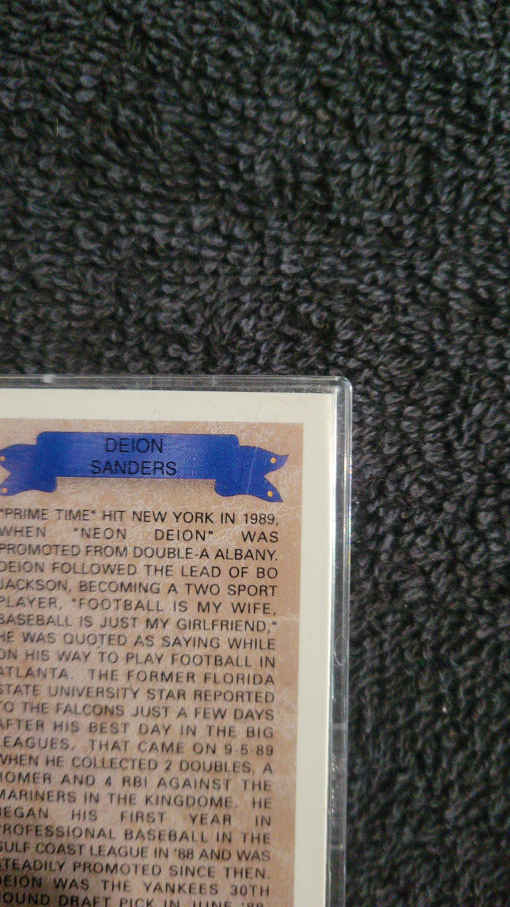 DEION
SANDERS
"PRIME TIME" HIT NEW YORK IN 1989,
WHEN "NEON DEION" WAS
PROMOTED FROM DOUBLE-A ALBANY.
DEION FOLLOWED THE LEAD OF BO
JACKSON, BECOMING A TWO SPORT
PLAYER, "FOOTBALL IS MY WIFE,
BASEBALL IS JUST MY GIRLFRIEND,"
HE WAS QUOTED AS SAYING WHILE
ON HIS WAY TO PLAY FOOTBALL IN
ATLANTA. THE FORMER FLORIDA
STATE UNIVERSITY STAR REPORTED
TO THE FALCONS JUST A FEW DAYS
AFTER HIS BEST DAY IN THE BIG
LEAGUES, THAT CAME ON 9-5-89
WHEN HE COLLECTED 2 DOUBLES, A
HOMER AND 4 RBI AGAINST THE
MARINERS IN THE KINGDOME. HE
BEGAN HIS FIRST YEAR IN
PROFESSIONAL BASEBALL IN THE
GULF COAST LEAGUE IN '88 AND WAS
STEADILY PROMOTED SINCE THEN.
DEION WAS THE YANKEES 30TH
ROUND DRAFT PICK IN JUNE '88.